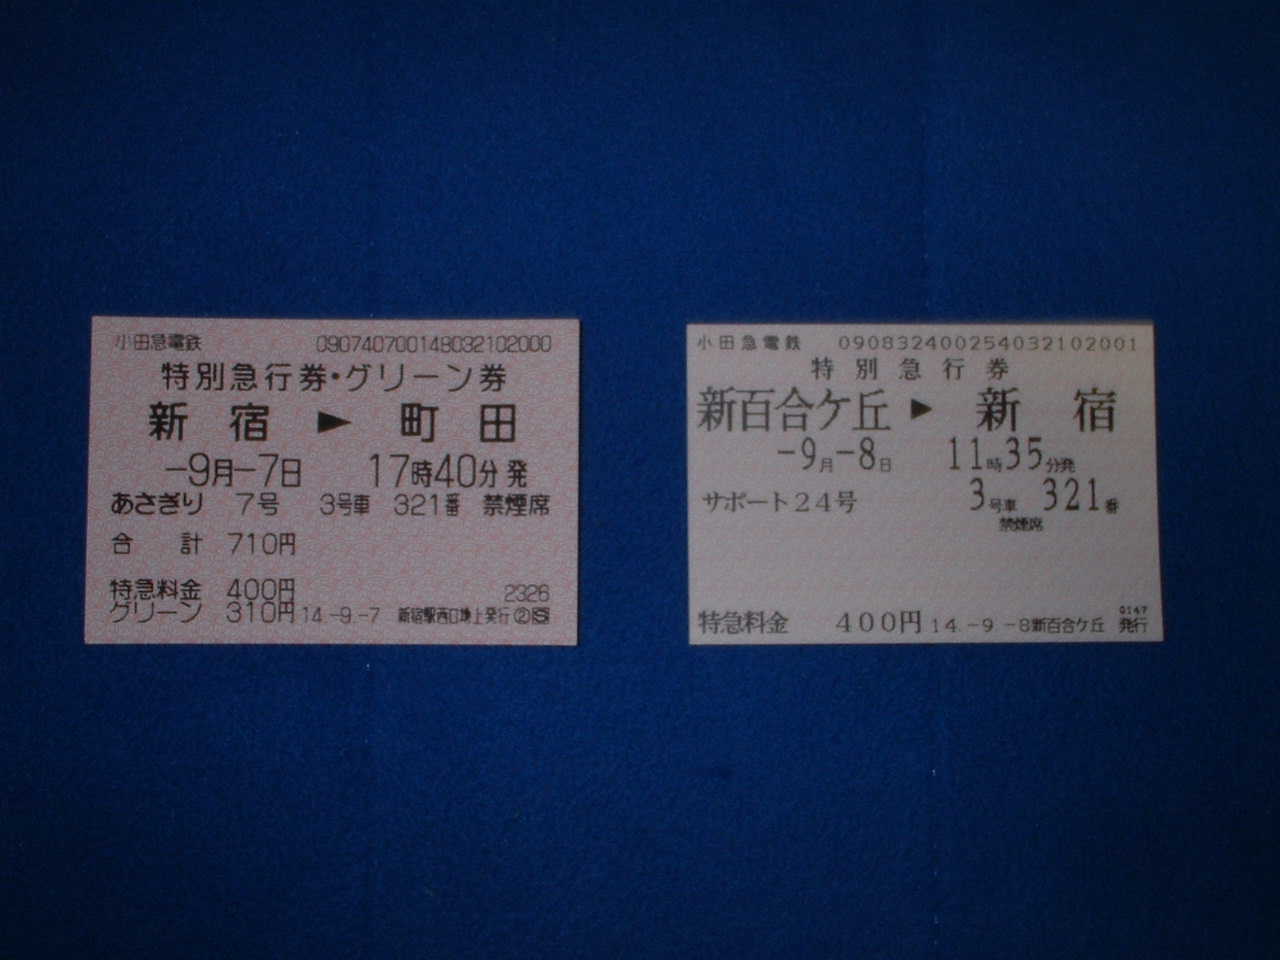 小田急電鉄 0907407001480321020​00
特別急行券・グリーン券
新宿 ▶ 町田
-9月-7日 17時40分発
あさぎり 7号 3号車 321番 禁煙席
合計 710円
特急料金 400円 2326
グリーン 310円 14.-9.-7 新宿駅西口地上発行 ②
小田急電鉄 0908324002540321020​01
特別急行券
新百合ケ丘 ▶ 新宿
-9月-8日 11時35分発
サポート24号 3号車 321番
禁煙席
0147
特急料金 400円 14.-9.-8 新百合ケ丘 発行